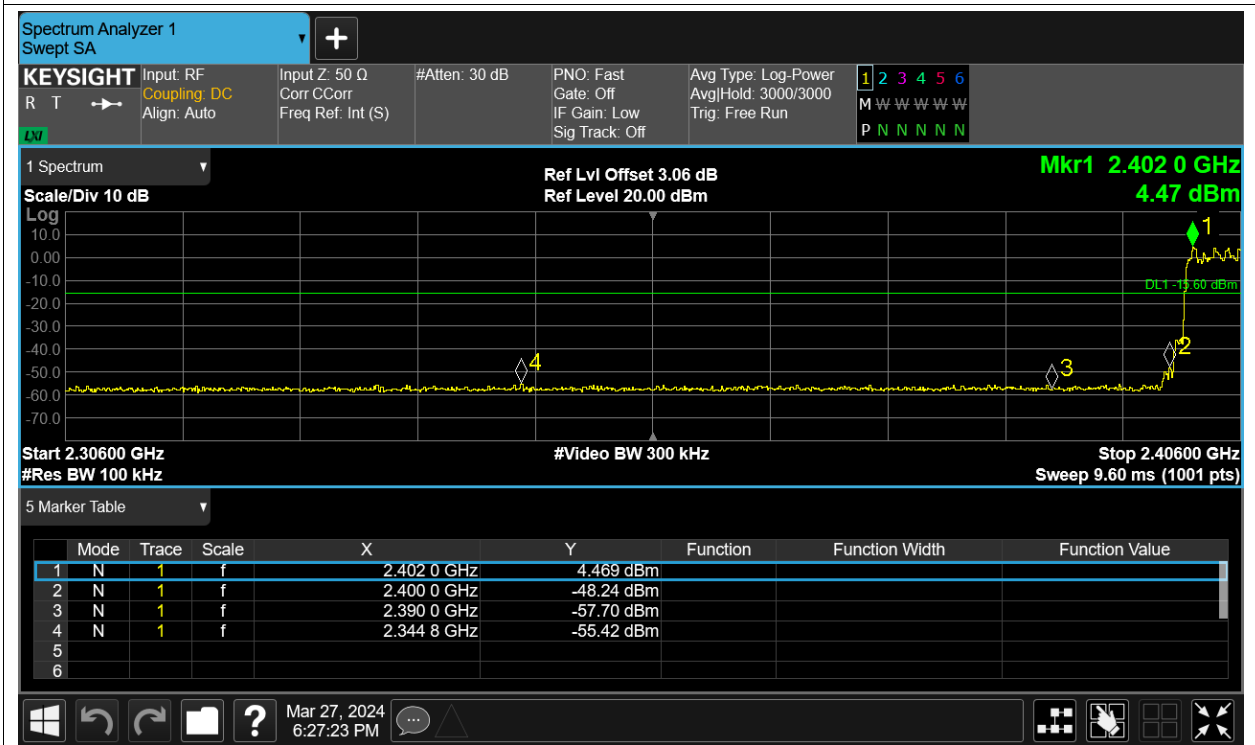 Spectrum Analyzer 1
Swept SA
KEYSIGHT Input: RF Input Z: 50 Ω #Atten: 30 dB PNO: Fast Avg Type: Log-Power 1 2 3 4 5 6
R T Coupling: DC Corr CCorr Gate: Off Avg|Hold: 3000/3000 M W W W W W
Align: Auto Freq Ref: Int (S) IF Gain: Low Trig: Free Run
LXI Sig Track: Off P N N N N N
1 Spectrum Ref Lvl Offset 3.06 dB Mkr1 2.402 0 GHz
Scale/Div 10 dB Ref Level 20.00 dBm 4.47 dBm
Log
10.0 1
0.00
-10.0
DL1 -15.60 dBm
-20.0
-30.0
-40.0 2
4 3
-50.0
-60.0
-70.0
Start 2.30600 GHz #Video BW 300 kHz Stop 2.40600 GHz
#Res BW 100 kHz Sweep 9.60 ms (1001 pts)
5 Marker Table
Mode Trace Scale X Y Function Function Width Function Value
1 N 1 f 2.402 0 GHz 4.469 dBm
2 N 1 f 2.400 0 GHz -48.24 dBm
3 N 1 f 2.390 0 GHz -57.70 dBm
4 N 1 f 2.344 8 GHz -55.42 dBm
5
6
? Mar 27, 2024
6:27:23 PM